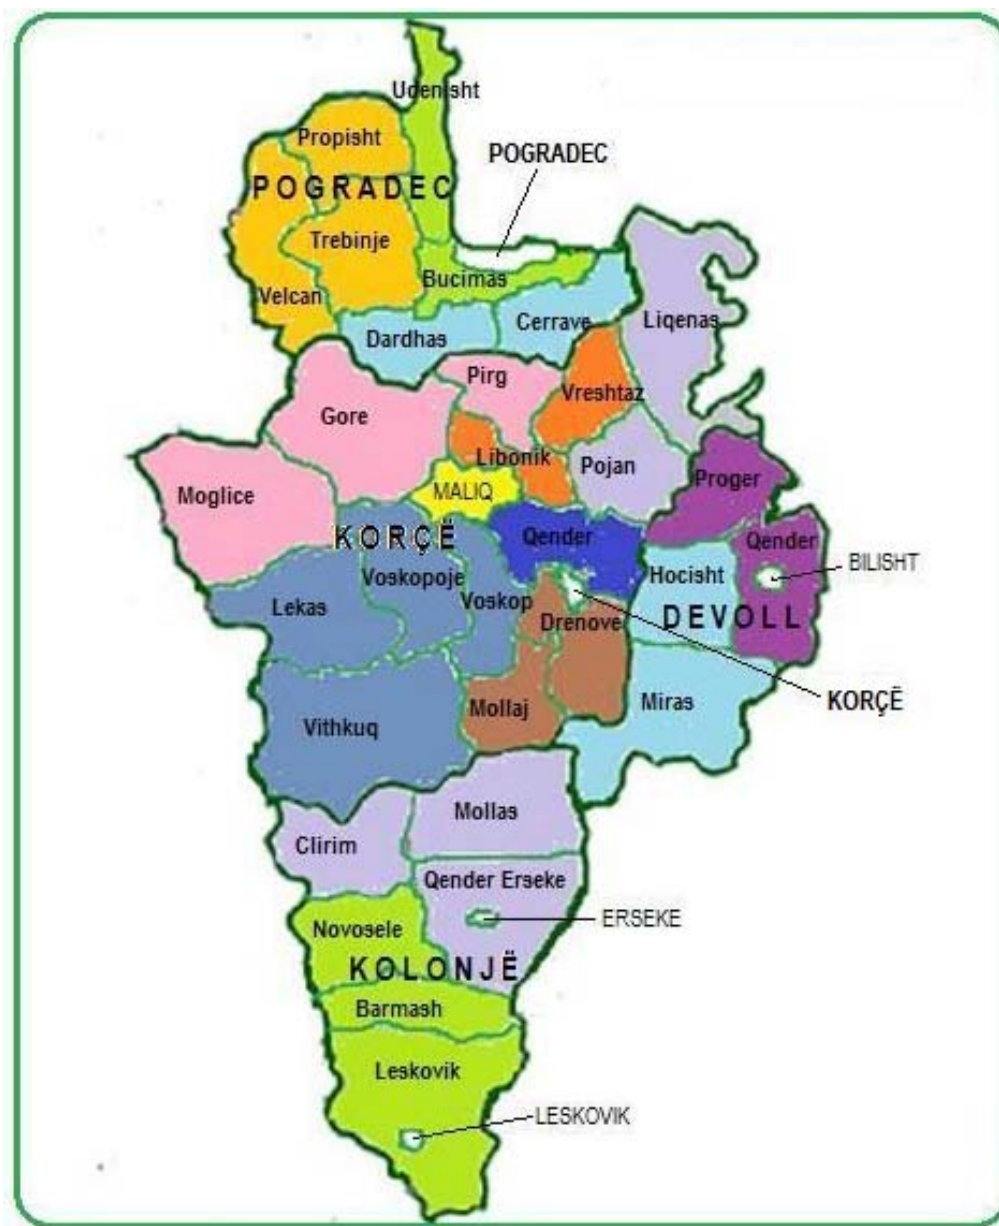 Udenisht
Propisht
POGRADEC
POGRADEC
Trebinje
Bucimas
Velcan
Liqenas
Cerrave
Dardhas
Pirg
Vreshtaz
Gore
Libonik
Pojan
Proger
MALIQ
Moglice
KORÇË
Qender
Qender
BILISHT
Voskopoje
Hocisht
Lekas
Voskop
Drenove
DEVOLL
KORÇË
Miras
Mollaj
Vithkuq
Mollas
Clirim
Qender Erseke
ERSEKE
Novosele
KOLONJË
Barmash
Leskovik
LESKOVIK